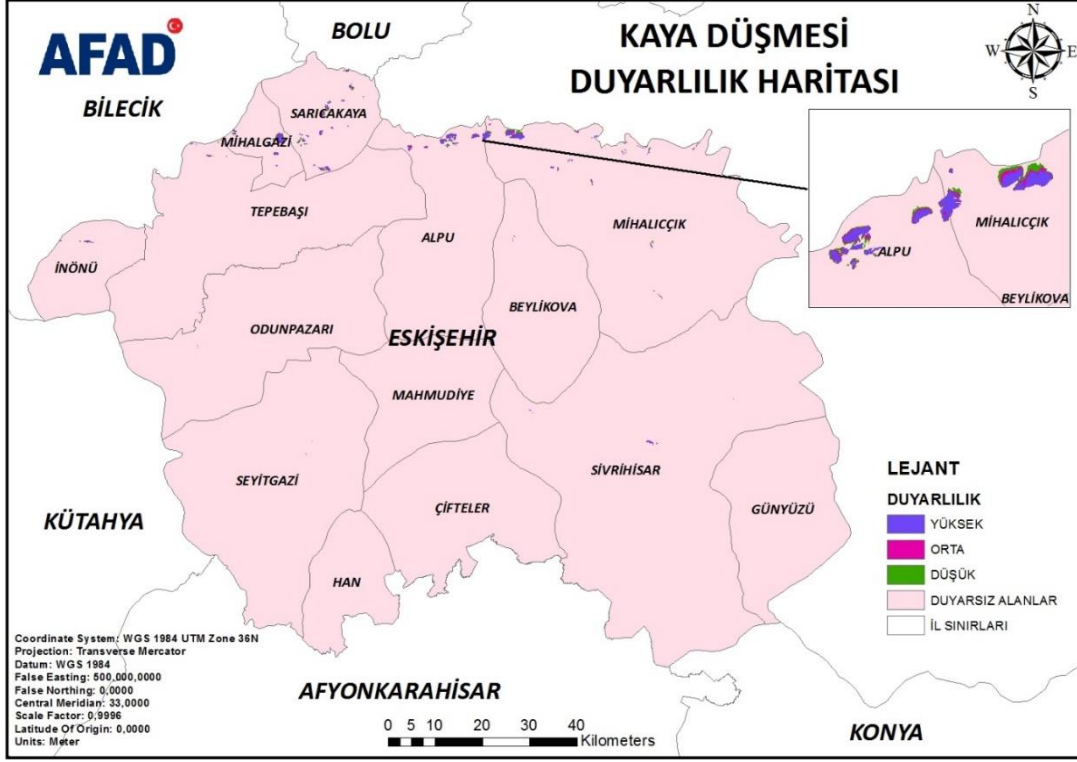 AFAD
BOLU
KAYA DÜŞMESİ
DUYARLILIK HARİTASI
N
W
E
S
BİLECİK
SARICAKAYA
MİHALGAZİ
TEPEBAŞI
ALPU
MİHALICÇIK
İNÖNÜ
BEYLİKOVA
ODUNPAZARI
ESKİŞEHİR
MAHMUDİYE
SEYİTGAZİ
SİVRİHİSAR
ÇİFTELER
GÜNYÜZÜ
HAN
KÜTAHYA
AFYONKARAHİSAR
KONYA
MİHALICÇIK
ALPU
BEYLİKOVA
LEJANT
DUYARLILIK
YÜKSEK
ORTA
DÜŞÜK
DUYARSIZ ALANLAR
İL SINIRLARI
Coordinate System: WGS 1984 UTM Zone 36N
Projection: Transverse Mercator
Datum: WGS 1984
False Easting: 500,000,0000
False Northing: 0,0000
Central Meridian: 33,0000
Scale Factor: 0,9996
Latitude Of Origin: 0,0000
Units: Meter
0 5 10 20 30 40
Kilometers